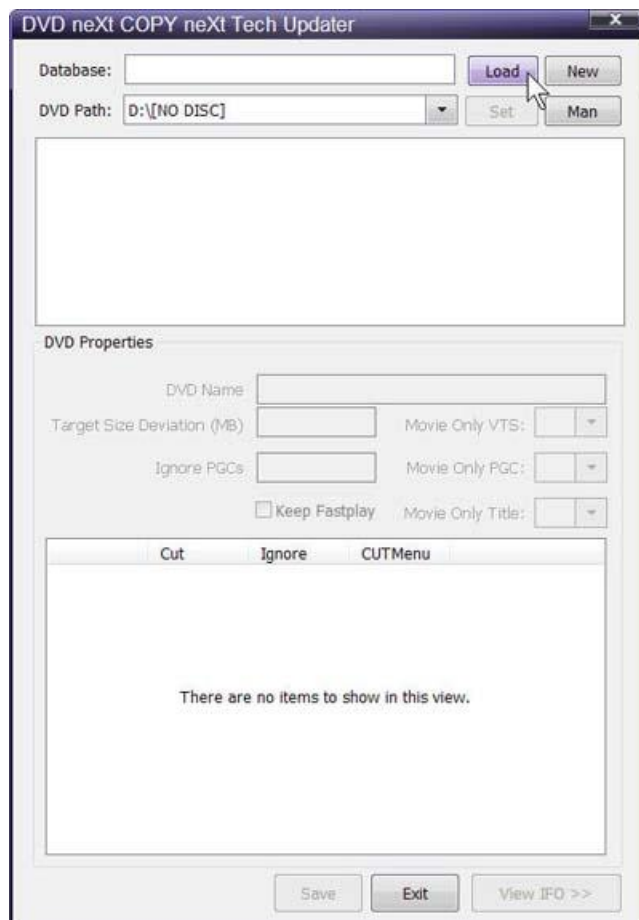 DVD neXt COPY neXt Tech Updater
Database: Load New
DVD Path: D:\[NO DISC] Set Man
DVD Properties
DVD Name
Target Size Deviation (MB) Movie Only VTS:
Ignore PGCs Movie Only PGC:
Keep Fastplay Movie Only Title:
Cut Ignore CUTMenu
There are no items to show in this view.
Save Exit View IFO >>